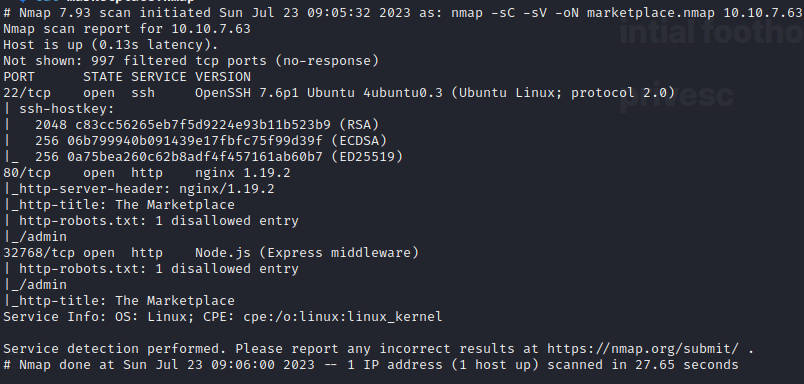 # Nmap 7.93 scan initiated Sun Jul 23 09:05:32 2023 as: nmap -sC -sV -oN marketplace.nmap 10.10.7.63
Nmap scan report for 10.10.7.63
Host is up (0.13s latency).
Not shown: 997 filtered tcp ports (no-response)
PORT      STATE SERVICE VERSION
22/tcp    open  ssh     OpenSSH 7.6p1 Ubuntu 4ubuntu0.3 (Ubuntu Linux; protocol 2.0)
| ssh-hostkey:
|   2048 c83cc56265eb7f5d9224e93b11b523b9 (RSA)
|   256 06b799940b091439e17fbfc75f99d39f (ECDSA)
|_  256 0a75bea260c62b8adf4f457161ab60b7 (ED25519)
80/tcp    open  http    nginx 1.19.2
|_http-server-header: nginx/1.19.2
|_http-title: The Marketplace
| http-robots.txt: 1 disallowed entry
|_/admin
32768/tcp open  http    Node.js (Express middleware)
| http-robots.txt: 1 disallowed entry
|_/admin
|_http-title: The Marketplace
Service Info: OS: Linux; CPE: cpe:/o:linux:linux_kernel

Service detection performed. Please report any incorrect results at https://nmap.org/submit/ .
# Nmap done at Sun Jul 23 09:06:00 2023 -- 1 IP address (1 host up) scanned in 27.65 seconds
intial footho
privesc